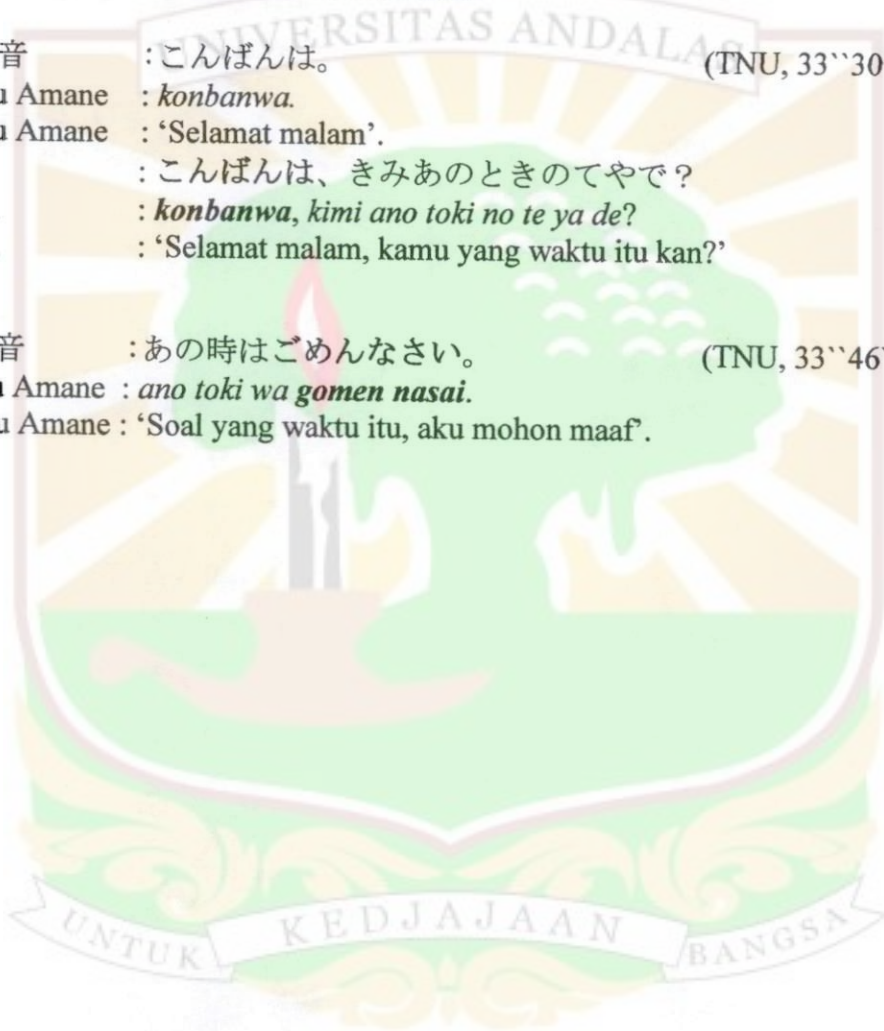 UNIVERSITAS ANDALAS
音 :こんばんは。 (TNU, 33``30
u Amane : konbanwa.
u Amane : ‘Selamat malam’.
:こんばんは、きみあのときのてやで？
: konbanwa, kimi ano toki no te ya de?
: ‘Selamat malam, kamu yang waktu itu kan?’
音 :あの時はごめんなさい。 (TNU, 33``46`
u Amane : ano toki wa gomen nasai.
u Amane : ‘Soal yang waktu itu, aku mohon maaf’.
UNTUK KEDJAJAAN BANGSA